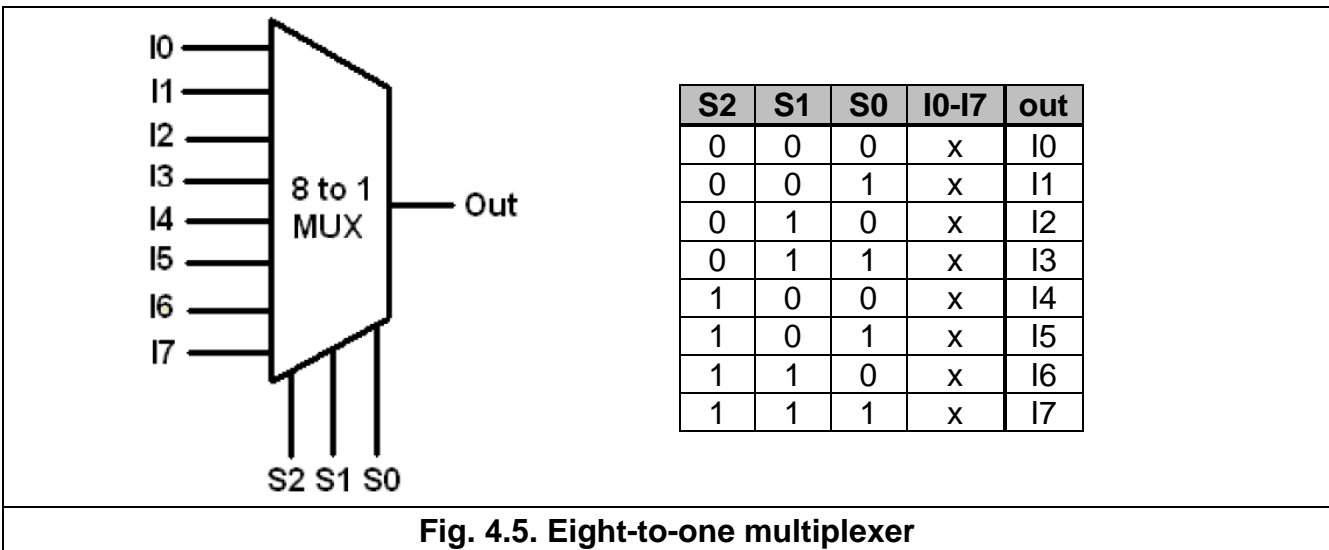 I0
I1
I2
I3
I4
I5
I6
I7
8 to 1
MUX
Out
S2 S1 S0
S2 S1 S0 I0-I7 out
0 0 0 x I0
0 0 1 x I1
0 1 0 x I2
0 1 1 x I3
1 0 0 x I4
1 0 1 x I5
1 1 0 x I6
1 1 1 x I7
Fig. 4.5. Eight-to-one multiplexer